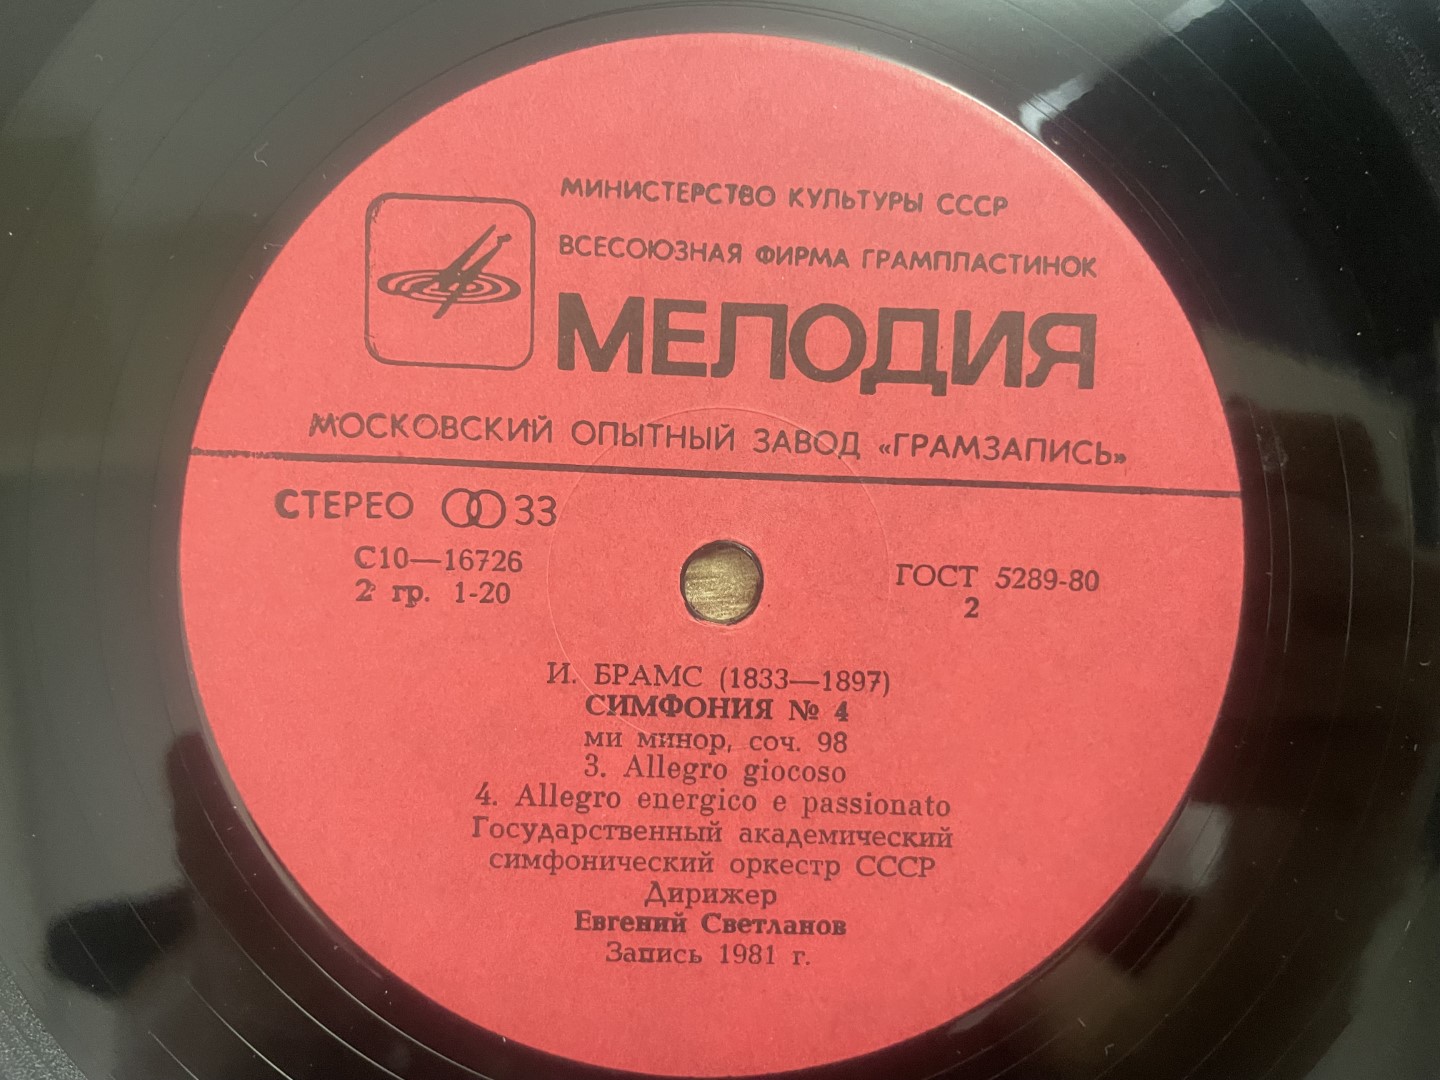 МИНИСТЕРСТВО КУЛЬТУРЫ СССР
ВСЕСОЮЗНАЯ ФИРМА ГРАМПЛАСТИНОК
МЕЛОДИЯ
МОСКОВСКИЙ ОПЫТНЫЙ ЗАВОД «ГРАМЗАПИСЬ»
СТЕРЕО 33
С10—16726
2 гр. 1-20
ГОСТ 5289-80
2
И. БРАМС (1833—1897)
СИМФОНИЯ № 4
ми минор, соч. 98
3. Allegro giocoso
4. Allegro energico e passionato
Государственный академический
симфонический оркестр СССР
Дирижер
Евгений Светланов
Запись 1981 г.